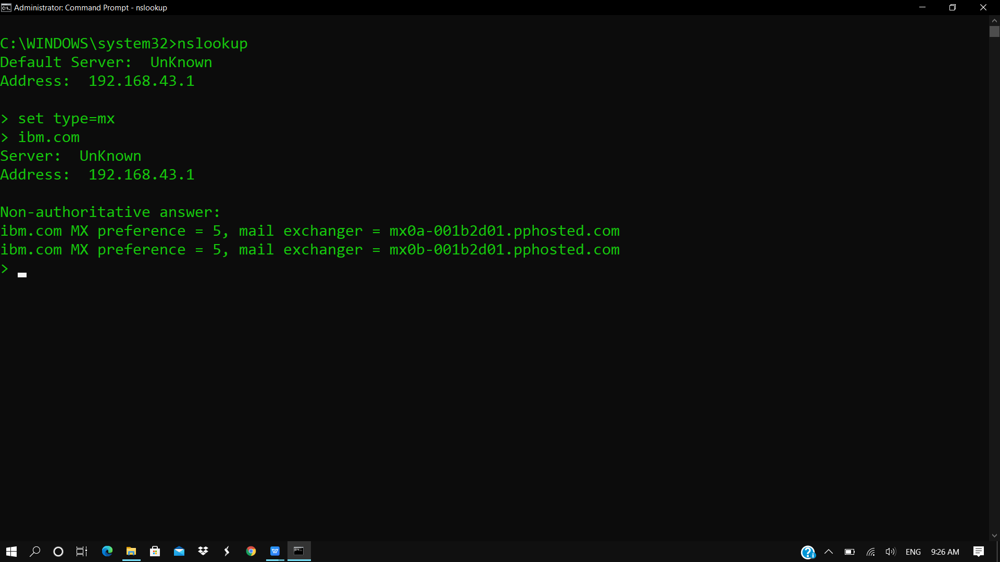 Administrator: Command Prompt - nslookup
C:\WINDOWS\system32>nslookup
Default Server:  UnKnown
Address:  192.168.43.1
> set type=mx
> ibm.com
Server:  UnKnown
Address:  192.168.43.1
Non-authoritative answer:
ibm.com MX preference = 5, mail exchanger = mx0a-001b2d01.pphosted.com
ibm.com MX preference = 5, mail exchanger = mx0b-001b2d01.pphosted.com
>
ENG 9:26 AM